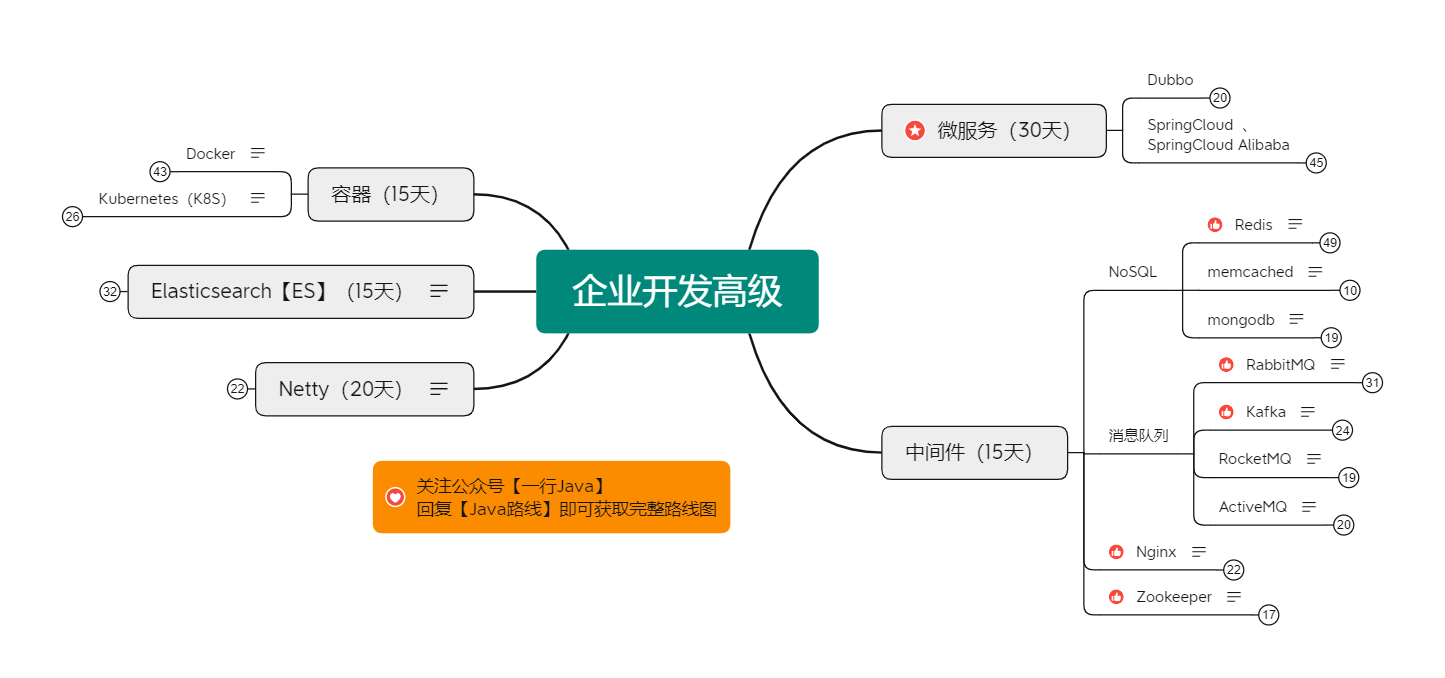 企业开发高级
微服务（30天）
Dubbo
20
SpringCloud 、
SpringCloud Alibaba
45
中间件（15天）
NoSQL
Redis
49
memcached
10
mongodb
19
消息队列
RabbitMQ
31
Kafka
24
RocketMQ
19
ActiveMQ
20
Nginx
22
Zookeeper
17
容器（15天）
Docker
43
Kubernetes（K8S）
26
Elasticsearch【ES】（15天）
32
Netty（20天）
22
关注公众号【一行Java】
回复【Java路线】即可获取完整路线图